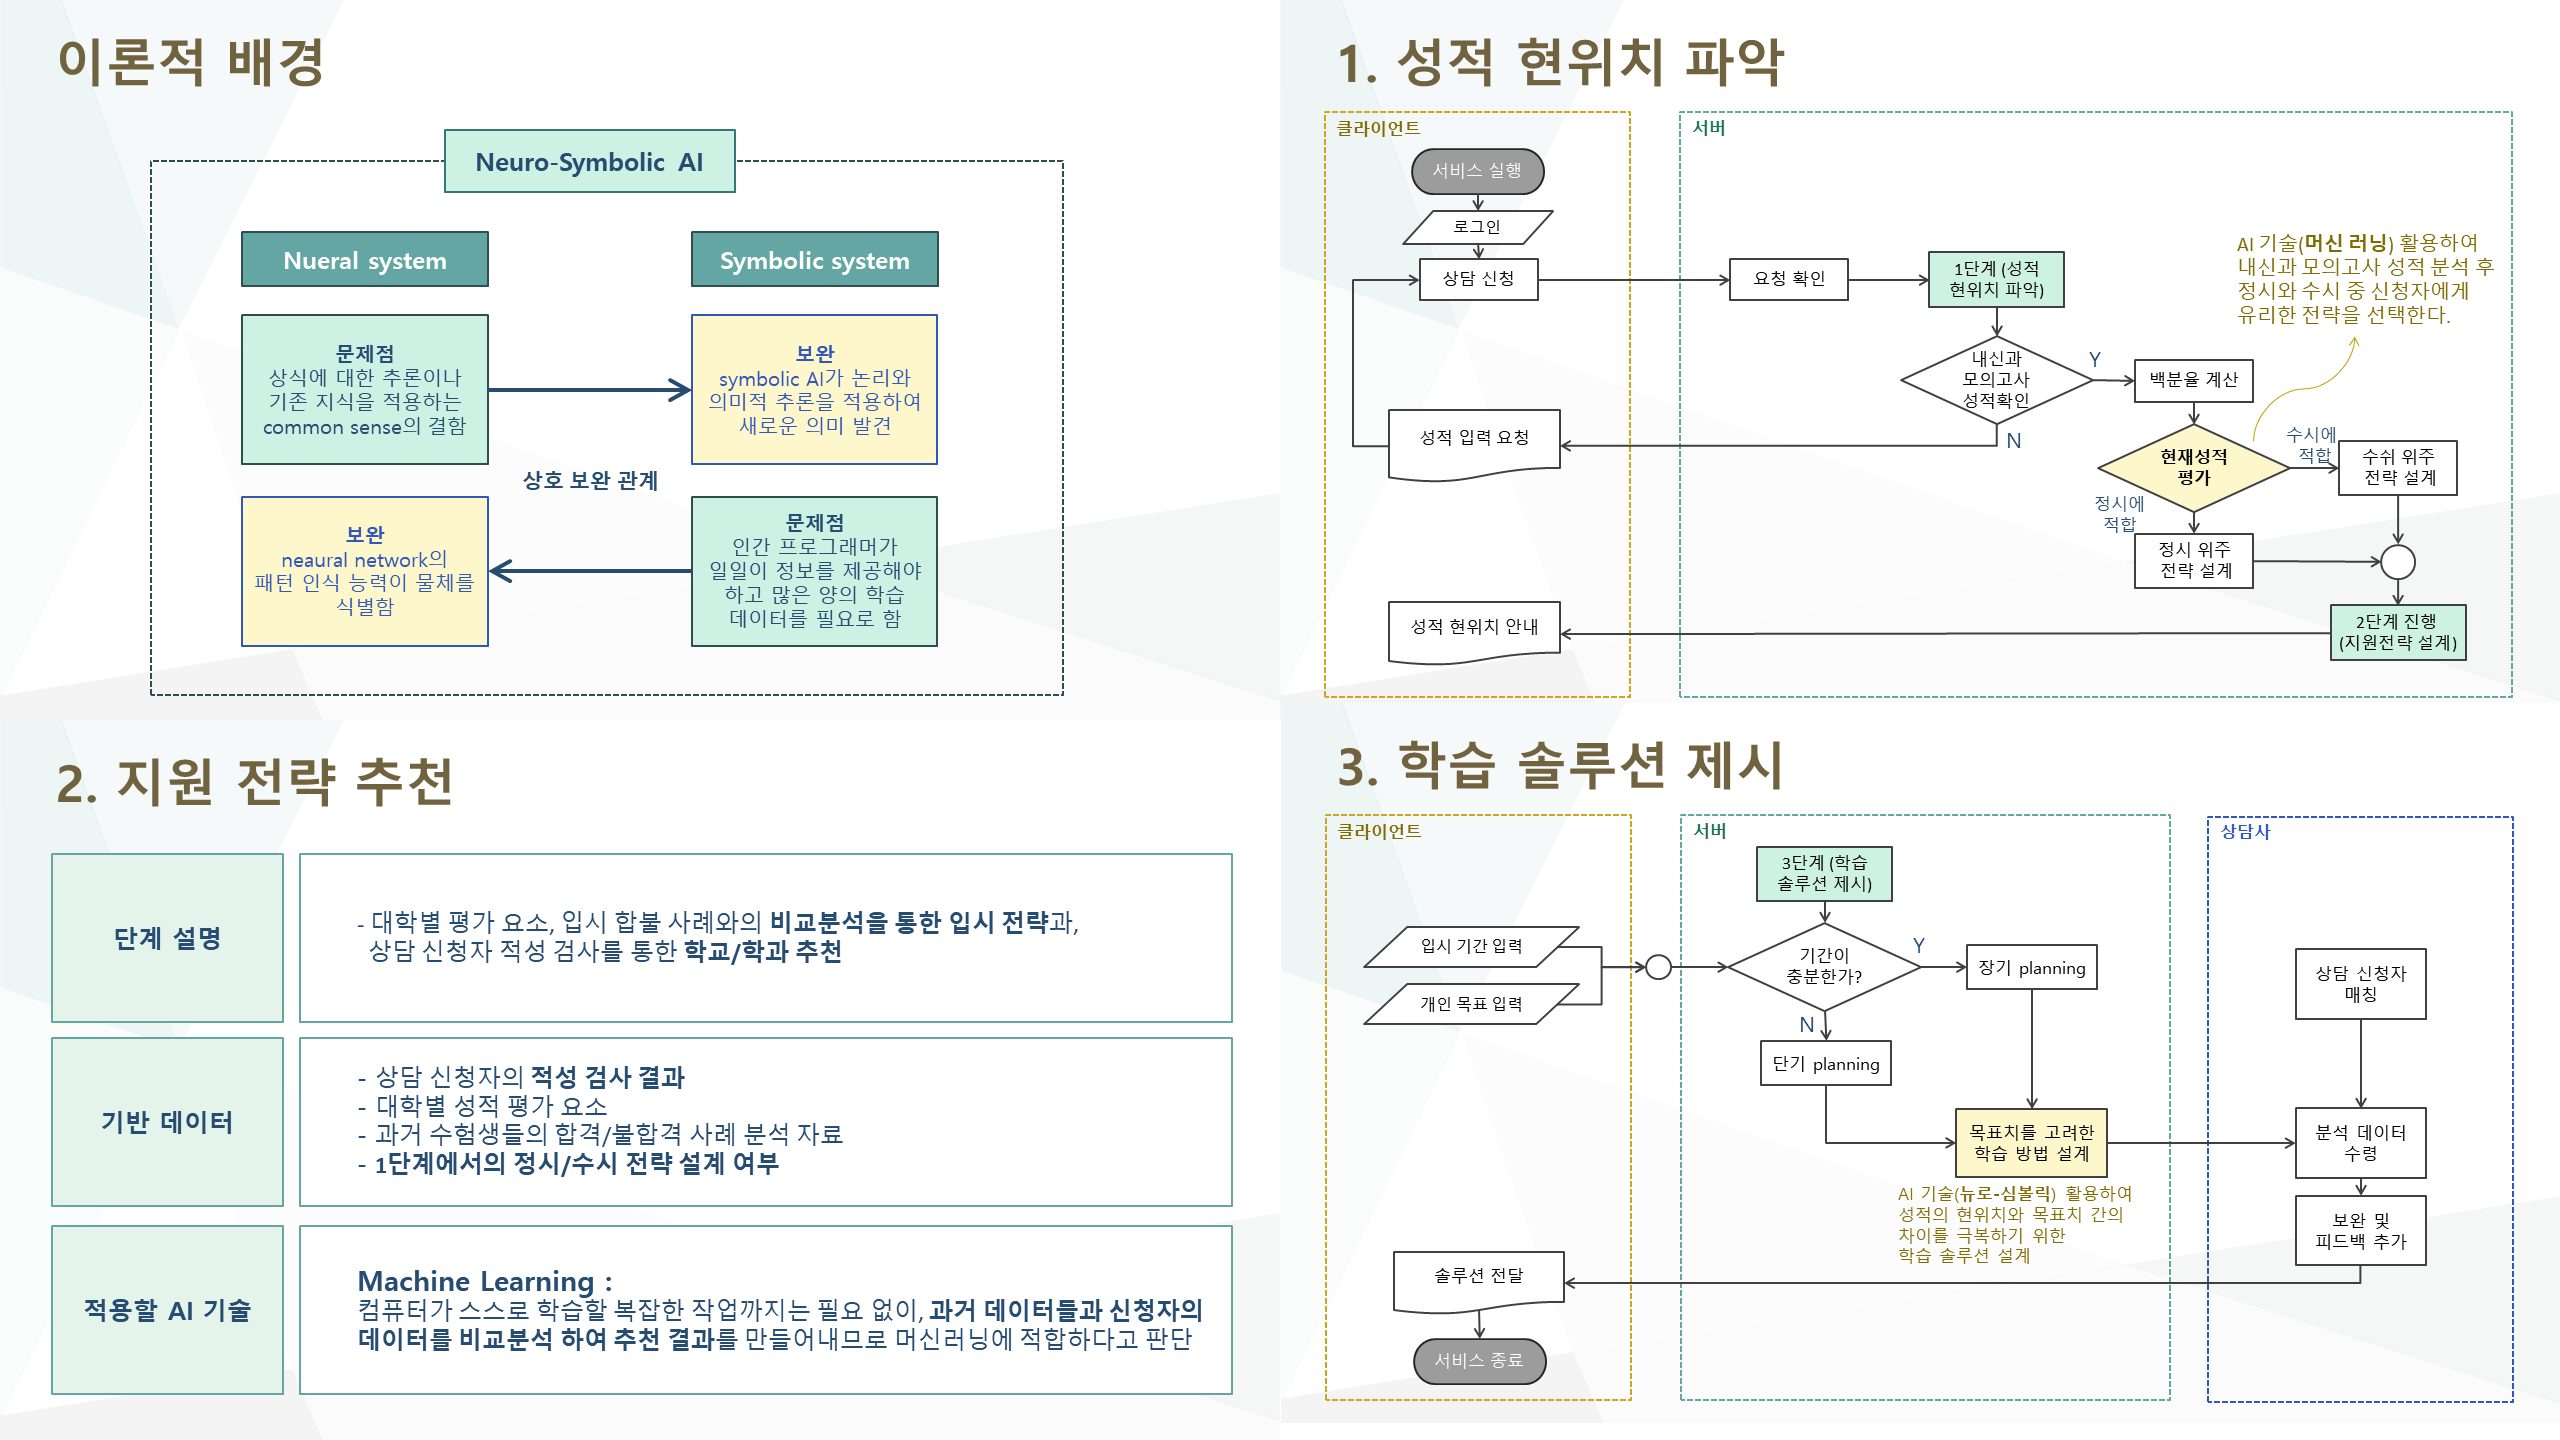 이론적 배경
Neuro-Symbolic AI
Nueral system
Symbolic system
문제점
상식에 대한 추론이나
기존 지식을 적용하는
common sense의 결함
보완
symbolic AI가 논리와
의미적 추론을 적용하여
새로운 의미 발견
상호 보완 관계
보완
neaural network의
패턴 인식 능력이 물체를
식별함
문제점
인간 프로그래머가
일일이 정보를 제공해야
하고 많은 양의 학습
데이터를 필요로 함
1. 성적 현위치 파악
클라이언트
서버
서비스 실행
로그인
상담 신청
요청 확인
1단계 (성적
현위치 파악)
AI 기술(머신 러닝) 활용하여
내신과 모의고사 성적 분석 후
정시와 수시 중 신청자에게
유리한 전략을 선택한다.
내신과
모의고사
성적확인
Y
백분율 계산
N
성적 입력 요청
현재성적
평가
수시에
적합
수쉬 위주
전략 설계
정시에
적합
정시 위주
전략 설계
성적 현위치 안내
2단계 진행
(지원전략 설계)
2. 지원 전략 추천
단계 설명
- 대학별 평가 요소, 입시 합불 사례와의 비교분석을 통한 입시 전략과,
상담 신청자 적성 검사를 통한 학교/학과 추천
기반 데이터
- 상담 신청자의 적성 검사 결과
- 대학별 성적 평가 요소
- 과거 수험생들의 합격/불합격 사례 분석 자료
- 1단계에서의 정시/수시 전략 설계 여부
적용할 AI 기술
Machine Learning :
컴퓨터가 스스로 학습할 복잡한 작업까지는 필요 없이, 과거 데이터들과 신청자의
데이터를 비교분석 하여 추천 결과를 만들어내므로 머신러닝에 적합하다고 판단
3. 학습 솔루션 제시
클라이언트
서버
상담사
3단계 (학습
솔루션 제시)
입시 기간 입력
개인 목표 입력
기간이
충분한가?
Y
장기 planning
N
단기 planning
상담 신청자
매칭
목표치를 고려한
학습 방법 설계
분석 데이터
수령
AI 기술(뉴로-심볼릭) 활용하여
성적의 현위치와 목표치 간의
차이를 극복하기 위한
학습 솔루션 설계
보완 및
피드백 추가
솔루션 전달
서비스 종료